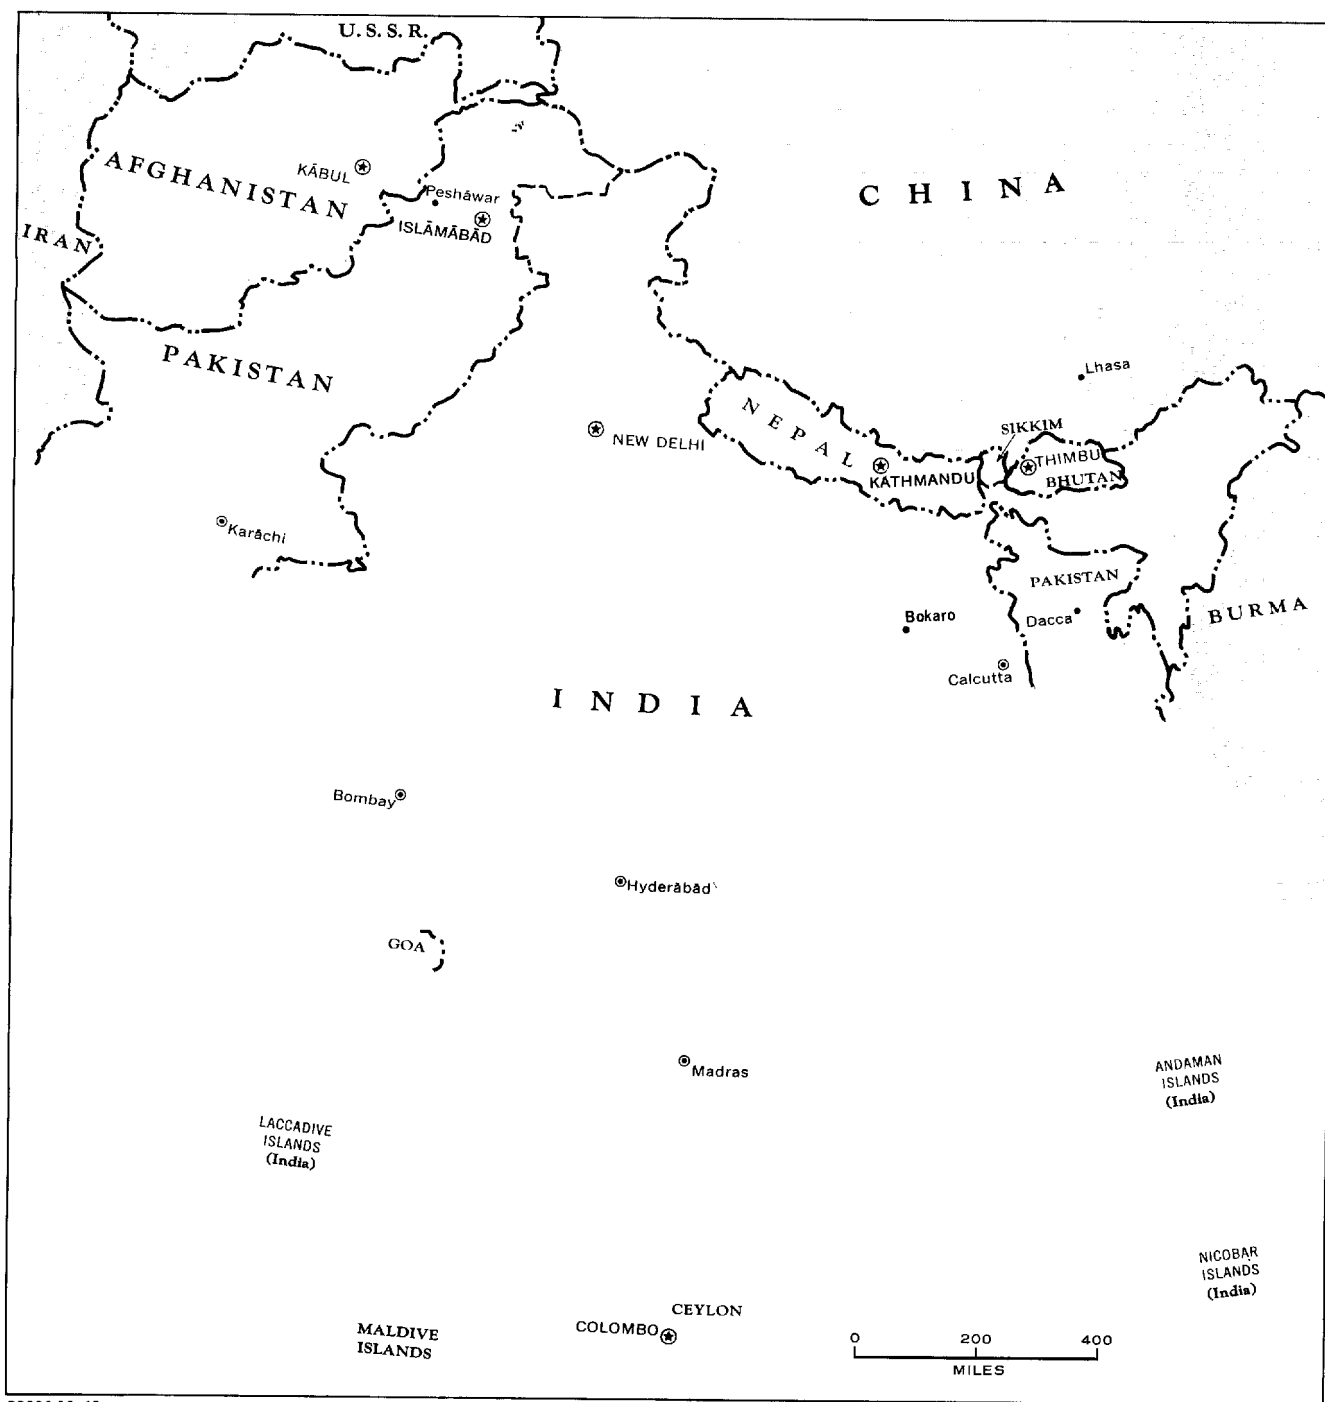 U.S.S.R.
KĀBUL
AFGHANISTAN
Peshāwar
ISLĀMĀBĀD
CHINA
IRAN
PAKISTAN
Lhasa
NEPAL
SIKKIM
NEW DELHI
THIMBU
KATHMANDU
BHUTAN
Karāchi
PAKISTAN
BURMA
Bokaro
Dacca
Calcutta
INDIA
Bombay
Hyderābād
GOA
Madras
ANDAMAN
ISLANDS
(India)
LACCADIVE
ISLANDS
(India)
NICOBAR
ISLANDS
(India)
CEYLON
COLOMBO
MALDIVE
ISLANDS
0 200 400
MILES